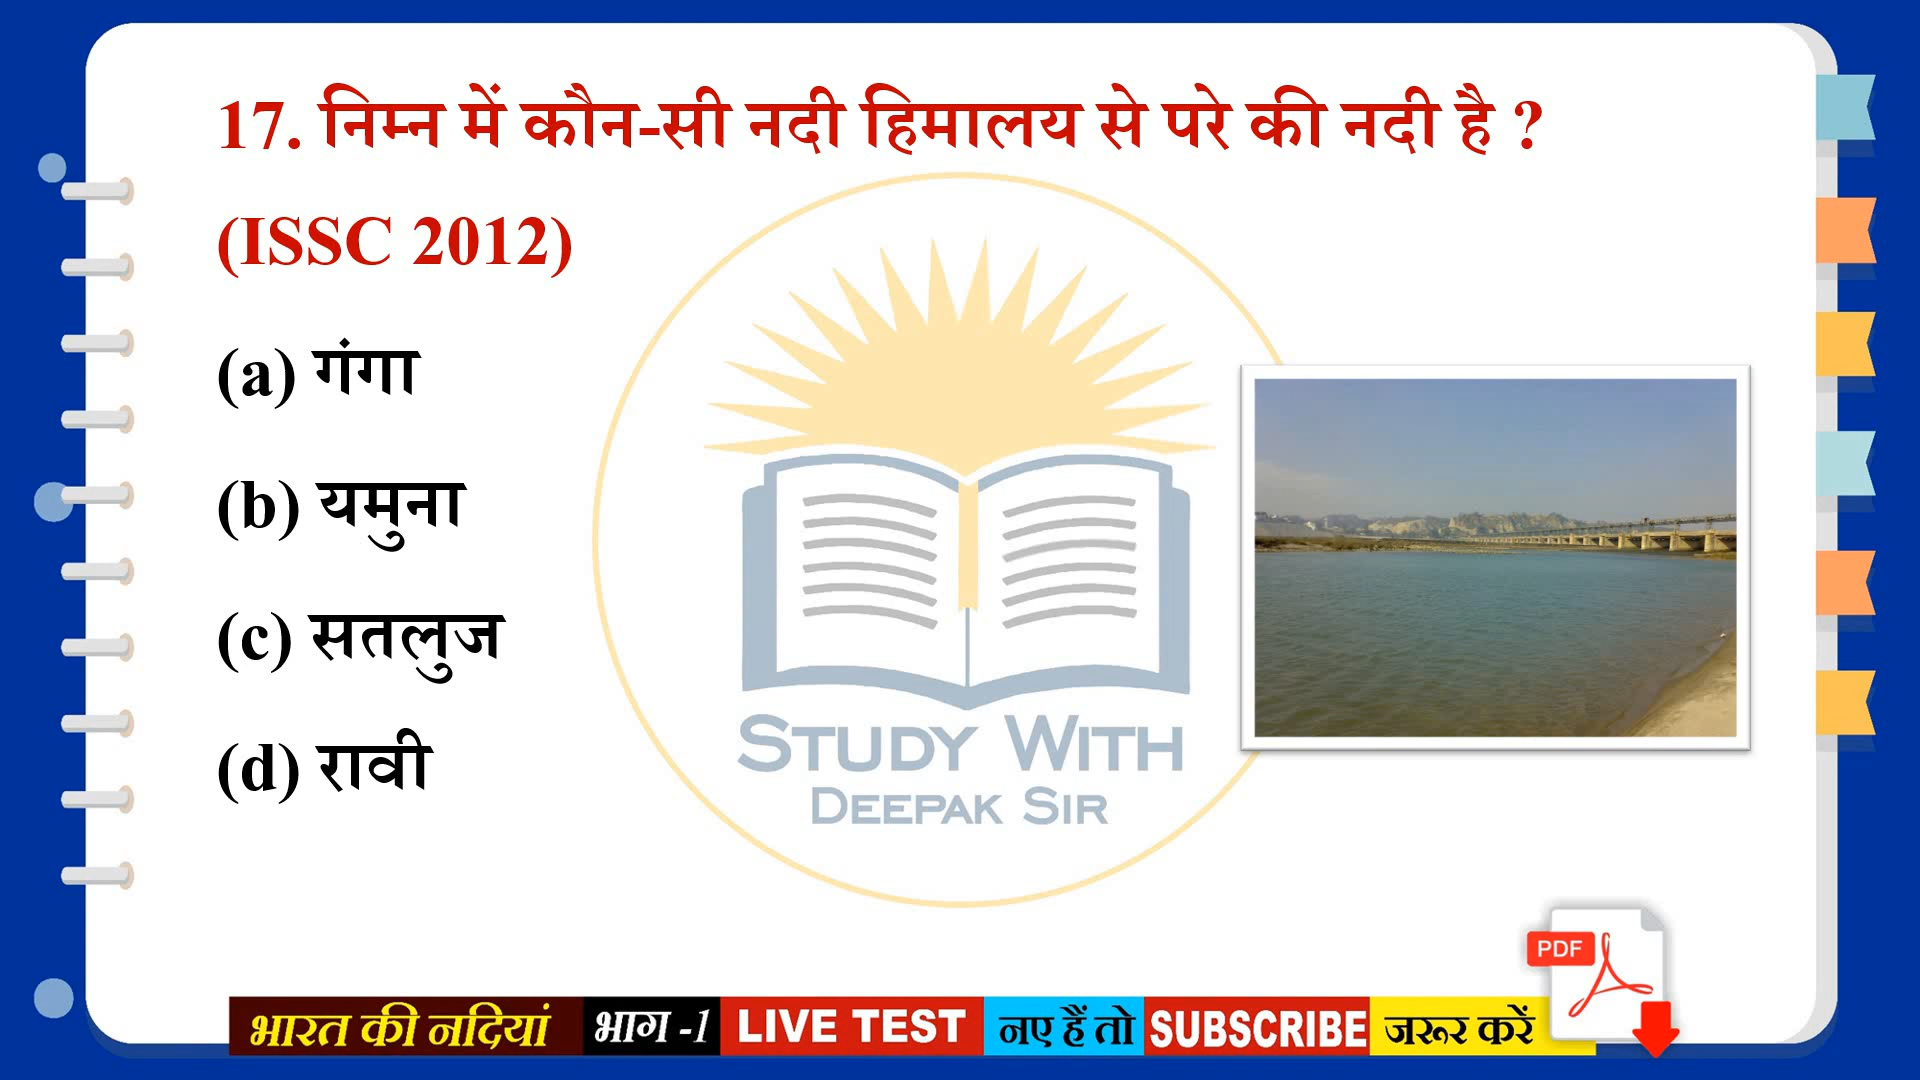 17. निम्न में कौन-सी नदी हिमालय से परे की नदी है ?
(ISSC 2012)
(a) गंगा
(b) यमुना
(c) सतलुज
(d) रावी
STUDY WITH
DEEPAK SIR
PDF
भारत की नदियां भाग -1 LIVE TEST नए हैं तो SUBSCRIBE जरूर करें